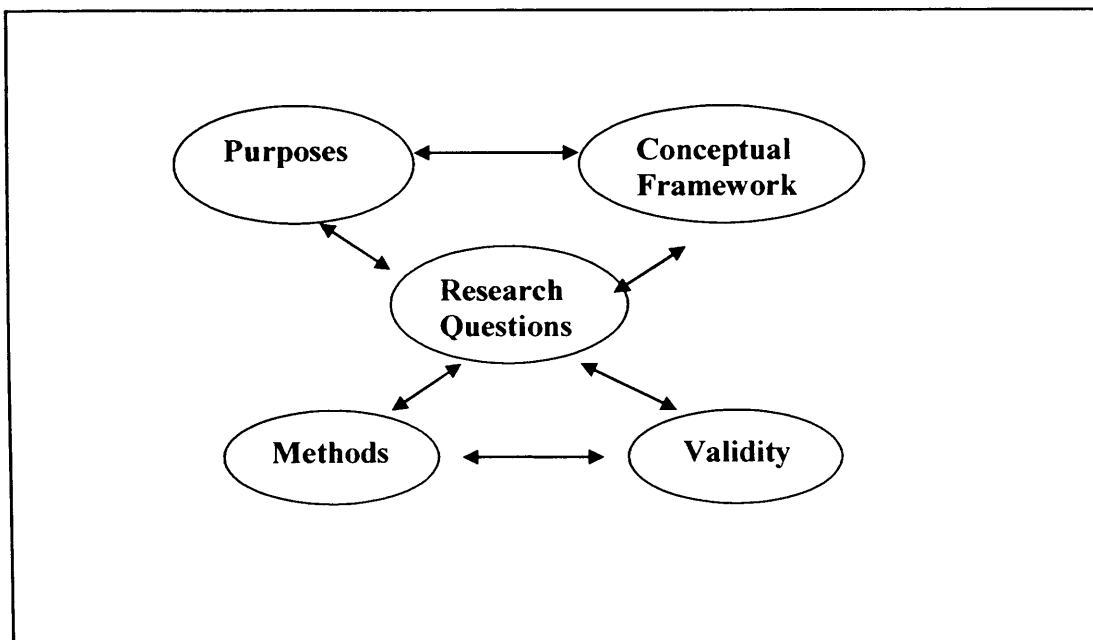 Purposes
Conceptual
Framework
Research
Questions
Methods
Validity